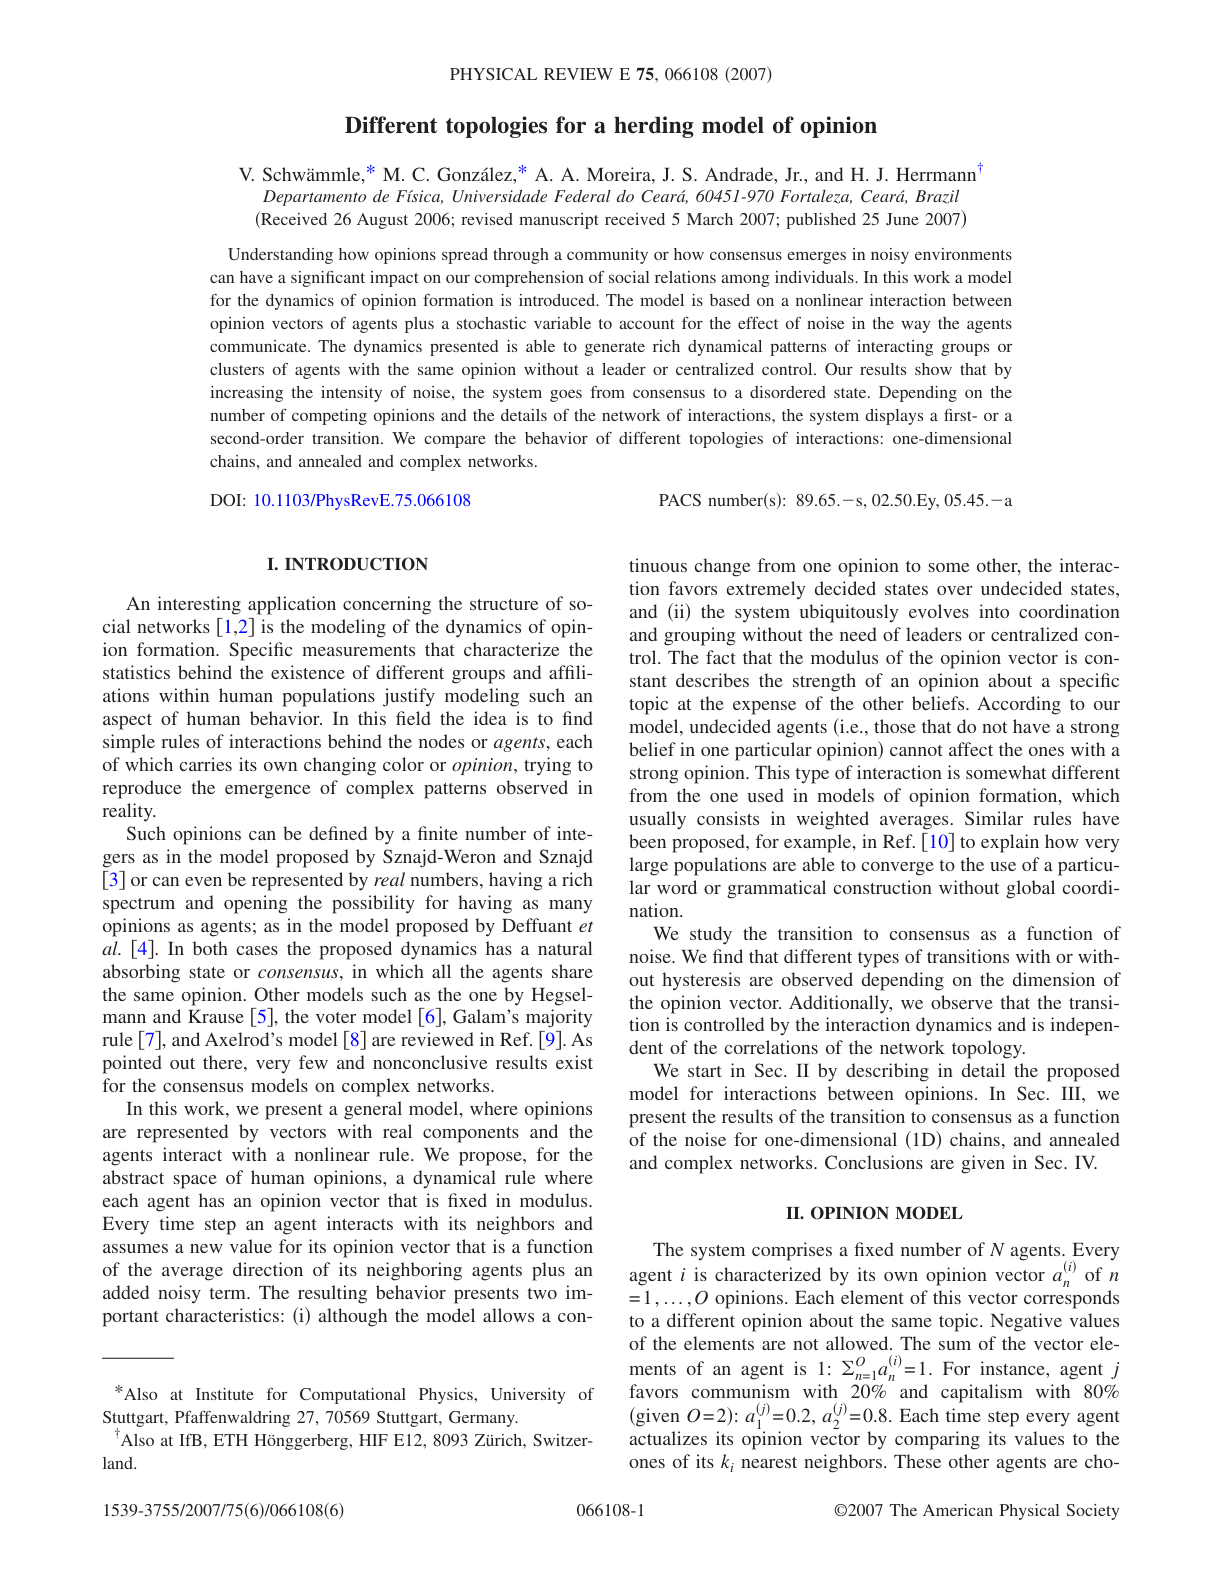 PHYSICAL REVIEW E 75, 066108 (2007)
Different topologies for a herding model of opinion
V. Schwämmle,* M. C. González,* A. A. Moreira, J. S. Andrade, Jr., and H. J. Herrmann†
Departamento de Física, Universidade Federal do Ceará, 60451-970 Fortaleza, Ceará, Brazil
(Received 26 August 2006; revised manuscript received 5 March 2007; published 25 June 2007)
Understanding how opinions spread through a community or how consensus emerges in noisy environments
can have a significant impact on our comprehension of social relations among individuals. In this work a model
for the dynamics of opinion formation is introduced. The model is based on a nonlinear interaction between
opinion vectors of agents plus a stochastic variable to account for the effect of noise in the way the agents
communicate. The dynamics presented is able to generate rich dynamical patterns of interacting groups or
clusters of agents with the same opinion without a leader or centralized control. Our results show that by
increasing the intensity of noise, the system goes from consensus to a disordered state. Depending on the
number of competing opinions and the details of the network of interactions, the system displays a first- or a
second-order transition. We compare the behavior of different topologies of interactions: one-dimensional
chains, and annealed and complex networks.
DOI: 10.1103/PhysRevE.75.066108 PACS number(s): 89.65.−s, 02.50.Ey, 05.45.−a
I. INTRODUCTION
An interesting application concerning the structure of so-
cial networks [1,2] is the modeling of the dynamics of opin-
ion formation. Specific measurements that characterize the
statistics behind the existence of different groups and affili-
ations within human populations justify modeling such an
aspect of human behavior. In this field the idea is to find
simple rules of interactions behind the nodes or agents, each
of which carries its own changing color or opinion, trying to
reproduce the emergence of complex patterns observed in
reality.
Such opinions can be defined by a finite number of inte-
gers as in the model proposed by Sznajd-Weron and Sznajd
[3] or can even be represented by real numbers, having a rich
spectrum and opening the possibility for having as many
opinions as agents; as in the model proposed by Deffuant et
al. [4]. In both cases the proposed dynamics has a natural
absorbing state or consensus, in which all the agents share
the same opinion. Other models such as the one by Hegsel-
mann and Krause [5], the voter model [6], Galam's majority
rule [7], and Axelrod's model [8] are reviewed in Ref. [9]. As
pointed out there, very few and nonconclusive results exist
for the consensus models on complex networks.
In this work, we present a general model, where opinions
are represented by vectors with real components and the
agents interact with a nonlinear rule. We propose, for the
abstract space of human opinions, a dynamical rule where
each agent has an opinion vector that is fixed in modulus.
Every time step an agent interacts with its neighbors and
assumes a new value for its opinion vector that is a function
of the average direction of its neighboring agents plus an
added noisy term. The resulting behavior presents two im-
portant characteristics: (i) although the model allows a con-
*Also at Institute for Computational Physics, University of
Stuttgart, Pfaffenwaldring 27, 70569 Stuttgart, Germany.
†Also at IfB, ETH Hönggerberg, HIF E12, 8093 Zürich, Switzer-
land.
tinuous change from one opinion to some other, the interac-
tion favors extremely decided states over undecided states,
and (ii) the system ubiquitously evolves into coordination
and grouping without the need of leaders or centralized con-
trol. The fact that the modulus of the opinion vector is con-
stant describes the strength of an opinion about a specific
topic at the expense of the other beliefs. According to our
model, undecided agents (i.e., those that do not have a strong
belief in one particular opinion) cannot affect the ones with a
strong opinion. This type of interaction is somewhat different
from the one used in models of opinion formation, which
usually consists in weighted averages. Similar rules have
been proposed, for example, in Ref. [10] to explain how very
large populations are able to converge to the use of a particu-
lar word or grammatical construction without global coordi-
nation.
We study the transition to consensus as a function of
noise. We find that different types of transitions with or with-
out hysteresis are observed depending on the dimension of
the opinion vector. Additionally, we observe that the transi-
tion is controlled by the interaction dynamics and is indepen-
dent of the correlations of the network topology.
We start in Sec. II by describing in detail the proposed
model for interactions between opinions. In Sec. III, we
present the results of the transition to consensus as a function
of the noise for one-dimensional (1D) chains, and annealed
and complex networks. Conclusions are given in Sec. IV.
II. OPINION MODEL
The system comprises a fixed number of N agents. Every
agent i is characterized by its own opinion vector a_n^(i) of n
=1,…,O opinions. Each element of this vector corresponds
to a different opinion about the same topic. Negative values
of the elements are not allowed. The sum of the vector ele-
ments of an agent is 1: Σ_{n=1}^O a_n^(i)=1. For instance, agent j
favors communism with 20% and capitalism with 80%
(given O=2): a_1^(j)=0.2, a_2^(j)=0.8. Each time step every agent
actualizes its opinion vector by comparing its values to the
ones of its k_i nearest neighbors. These other agents are cho-
1539-3755/2007/75(6)/066108(6) 066108-1 ©2007 The American Physical Society